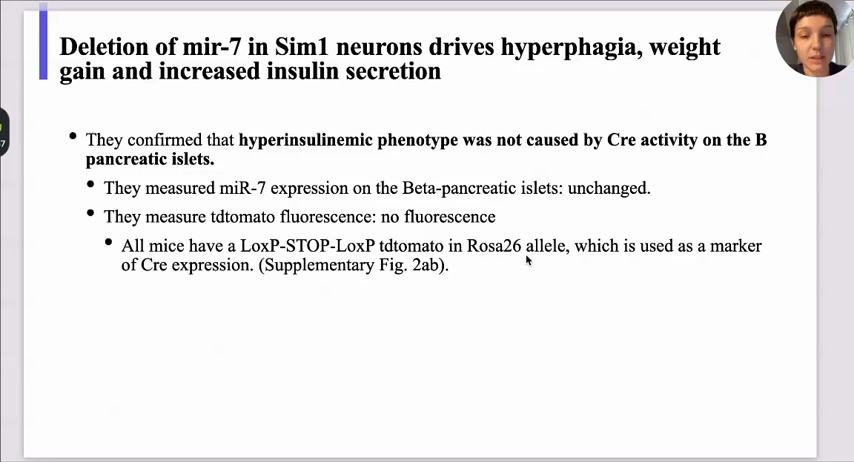 Deletion of mir-7 in Sim1 neurons drives hyperphagia, weight
gain and increased insulin secretion
• They confirmed that hyperinsulinemic phenotype was not caused by Cre activity on the B
pancreatic islets.
• They measured miR-7 expression on the Beta-pancreatic islets: unchanged.
• They measure tdtomato fluorescence: no fluorescence
• All mice have a LoxP-STOP-LoxP tdtomato in Rosa26 allele, which is used as a marker
of Cre expression. (Supplementary Fig. 2ab).